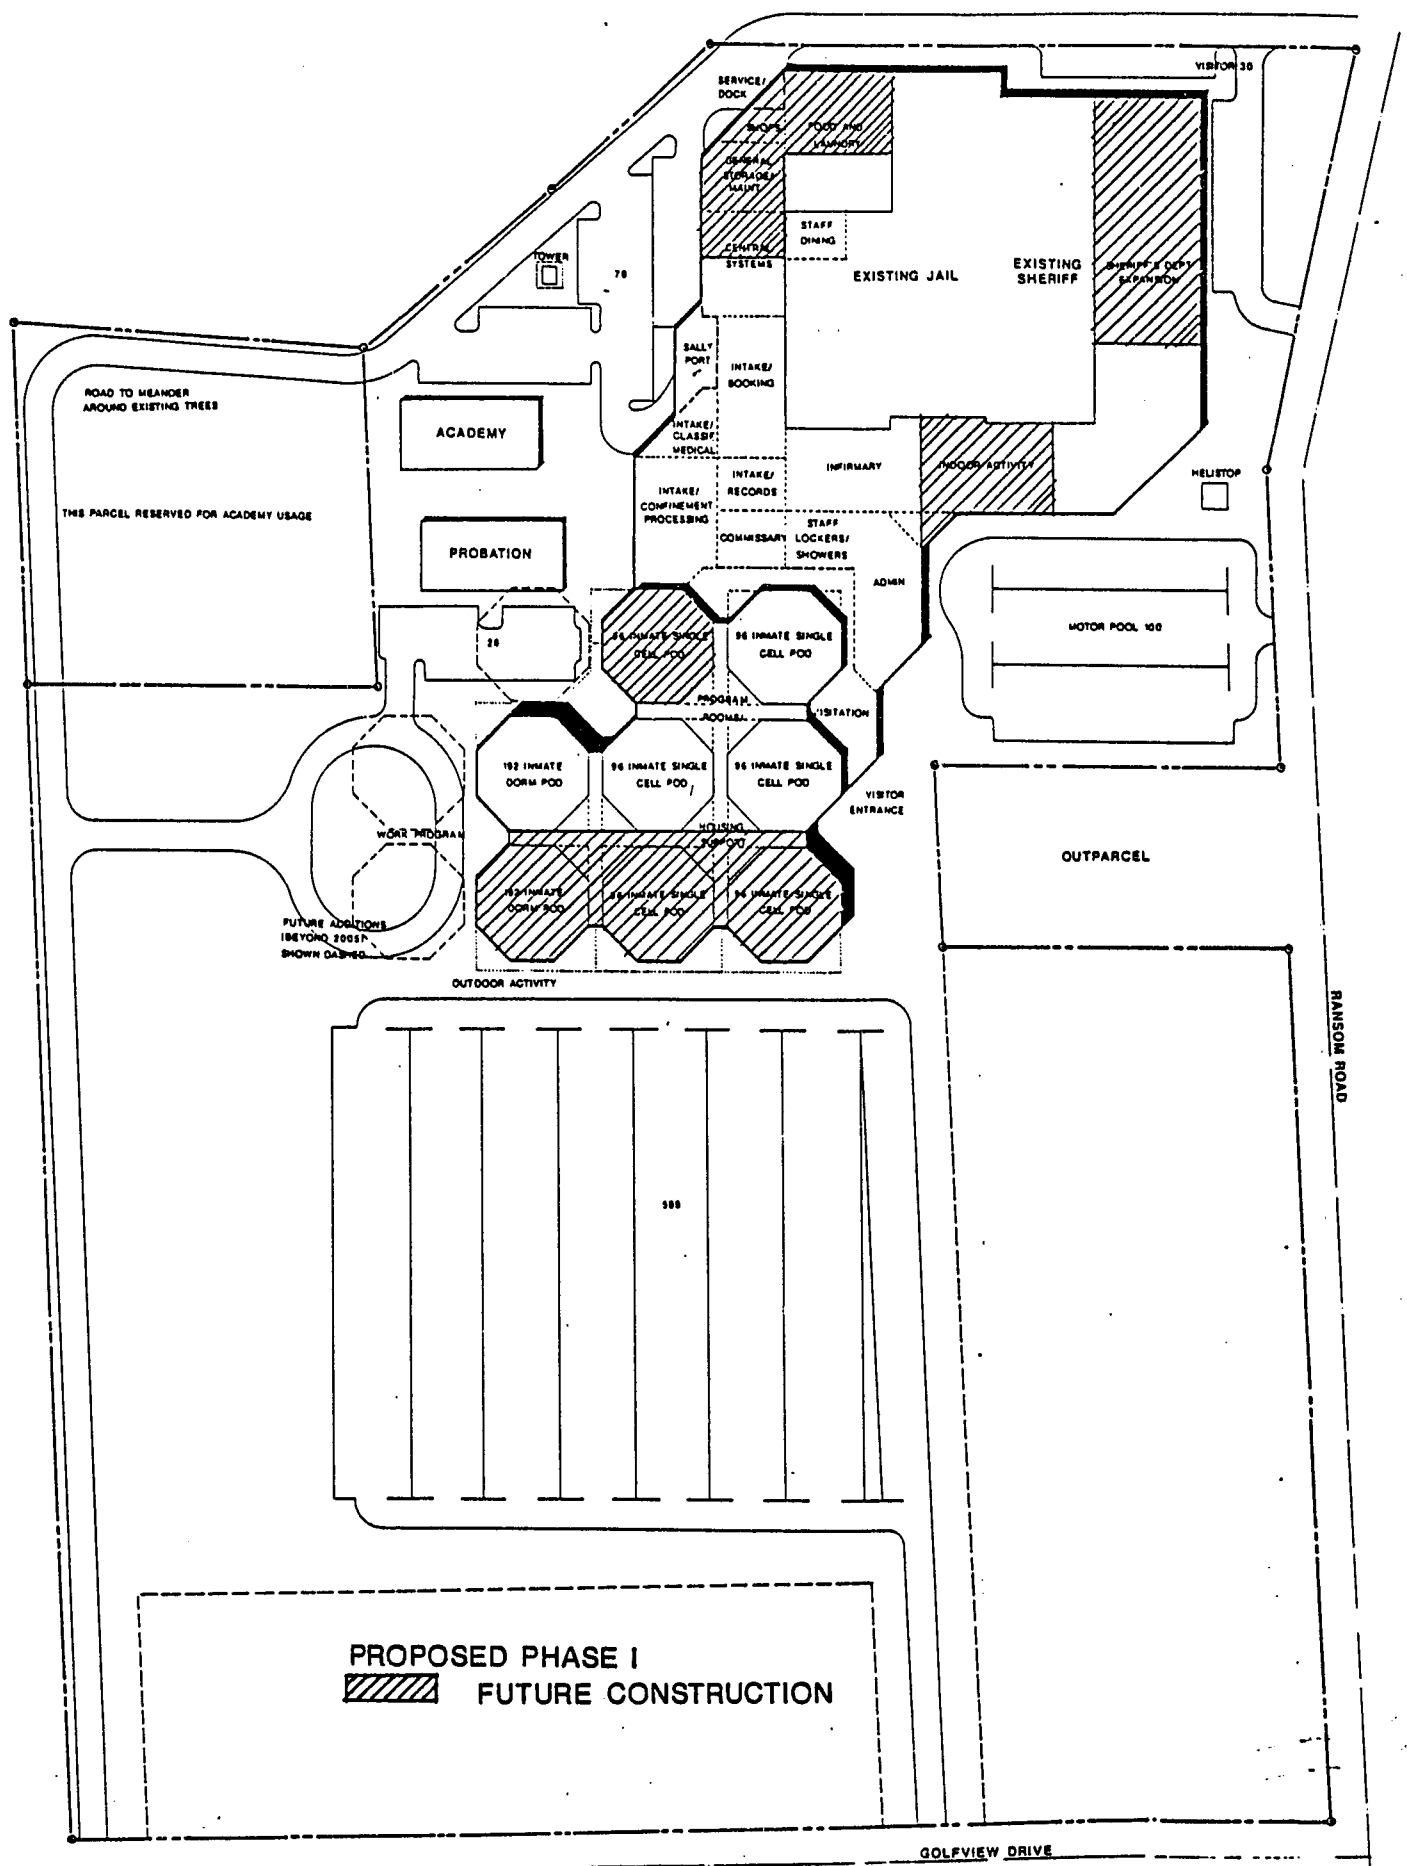 VISITOR 30
SERVICE/
DOCK
SHOPS
FOOD AND
LAUNDRY
GENERAL
STORAGE/
MAINT.
STAFF
DINING
CENTRAL
SYSTEMS
TOWER
78
EXISTING JAIL
EXISTING
SHERIFF
SHERIFF'S DEPT
EXPANSION
SALLY
PORT
INTAKE/
BOOKING
ROAD TO MEANDER
AROUND EXISTING TREES
ACADEMY
INTAKE/
CLASSIF
MEDICAL
INFIRMARY
INDOOR ACTIVITY
HELISTOP
INTAKE/
RECORDS
INTAKE/
CONFINEMENT
PROCESSING
THIS PARCEL RESERVED FOR ACADEMY USAGE
COMMISSARY
STAFF
LOCKERS/
SHOWERS
PROBATION
ADMIN
MOTOR POOL 100
28
96 INMATE SINGLE
CELL POD
96 INMATE SINGLE
CELL POD
PROGRAM
ROOMS/
VISITATION
192 INMATE
DORM POD
96 INMATE SINGLE
CELL POD
96 INMATE SINGLE
CELL POD
VISITOR
ENTRANCE
WORK PROGRAM
HOUSING
SUPPORT
OUTPARCEL
192 INMATE
DORM POD
96 INMATE SINGLE
CELL POD
96 INMATE SINGLE
CELL POD
FUTURE ADDITIONS
(BEYOND 2005)
SHOWN DASHED
OUTDOOR ACTIVITY
RANSOM ROAD
PROPOSED PHASE I
FUTURE CONSTRUCTION
GOLFVIEW DRIVE